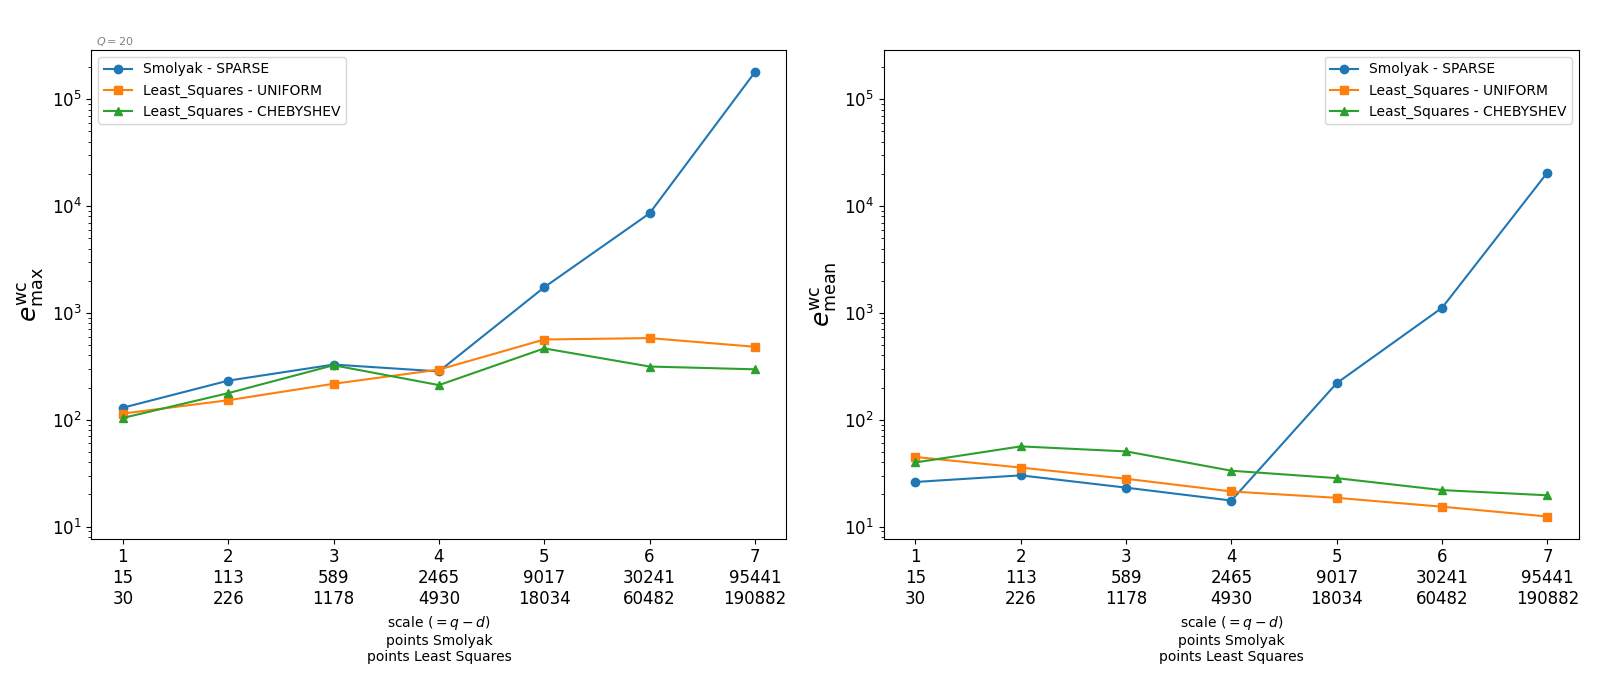 Q = 20
Smolyak - SPARSE
Least_Squares - UNIFORM
Least_Squares - CHEBYSHEV
10^5
10^4
10^3
10^2
10^1
e^wc_max
1 2 3 4 5 6 7
15 113 589 2465 9017 30241 95441
30 226 1178 4930 18034 60482 190882
scale (= q − d)
points Smolyak
points Least Squares
Smolyak - SPARSE
Least_Squares - UNIFORM
Least_Squares - CHEBYSHEV
10^5
10^4
10^3
10^2
10^1
e^wc_mean
1 2 3 4 5 6 7
15 113 589 2465 9017 30241 95441
30 226 1178 4930 18034 60482 190882
scale (= q − d)
points Smolyak
points Least Squares